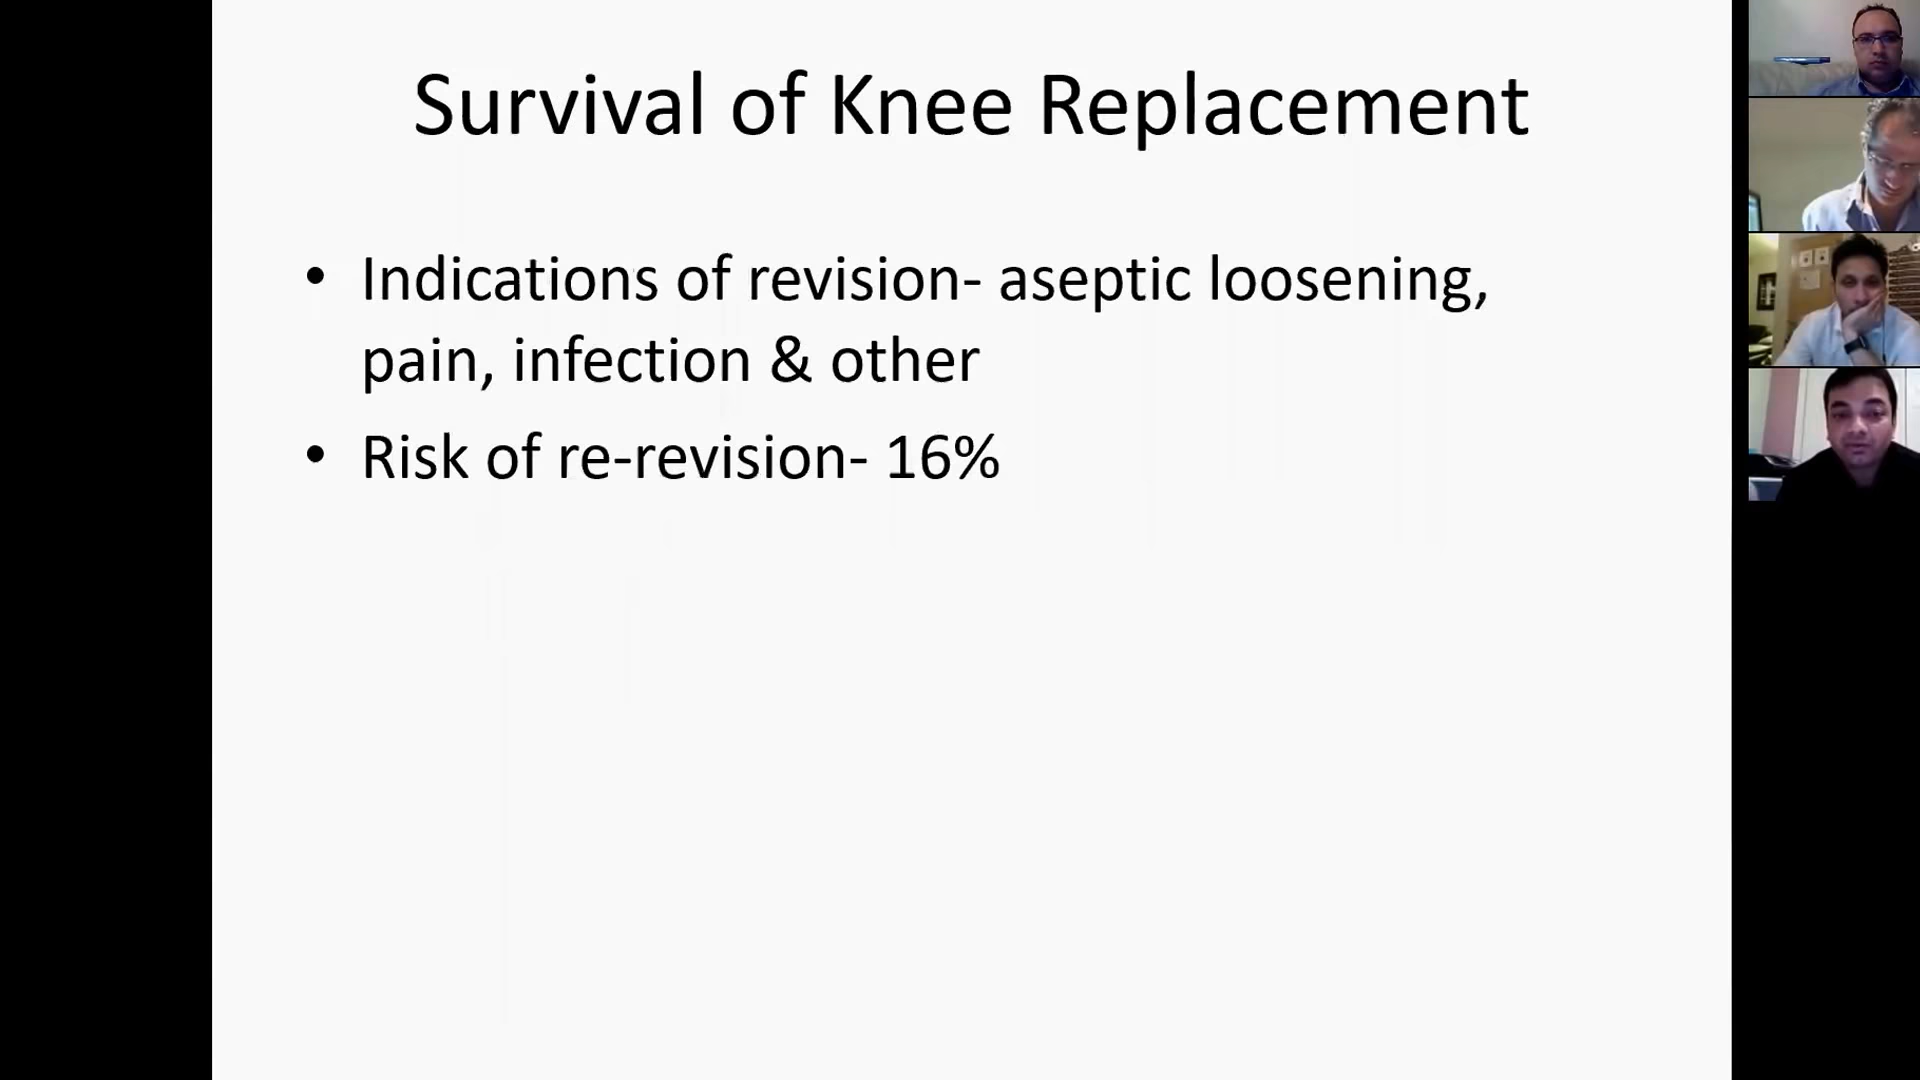 Survival of Knee Replacement
• Indications of revision- aseptic loosening,
pain, infection & other
• Risk of re-revision- 16%